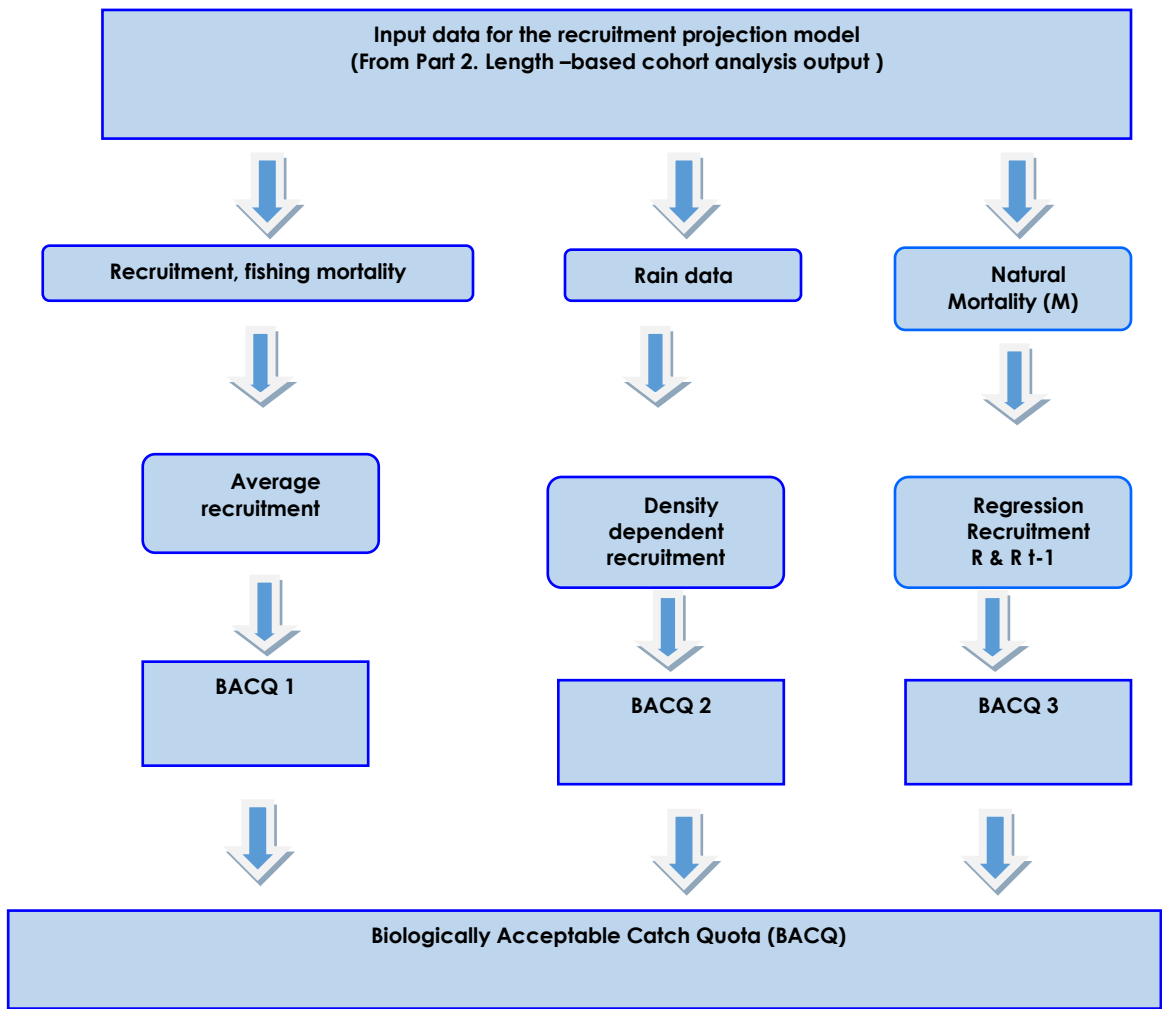 Input data for the recruitment projection model
(From Part 2. Length –based cohort analysis output )
Recruitment, fishing mortality
Rain data
Natural
Mortality (M)
Average
recruitment
Density
dependent
recruitment
Regression
Recruitment
R & R t-1
BACQ 1
BACQ 2
BACQ 3
Biologically Acceptable Catch Quota (BACQ)